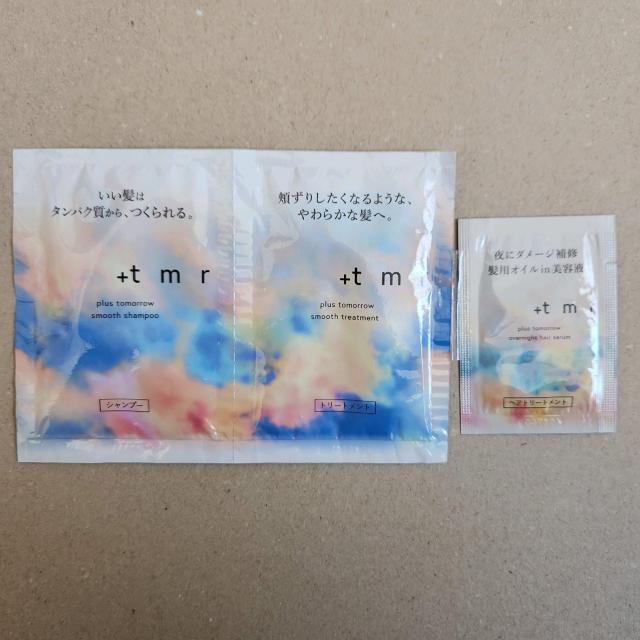 いい髪は
タンパク質から、つくられる。
+t m r
plus tomorrow
smooth shampoo
シャンプー
頬ずりしたくなるような、
やわらかな髪へ。
+t m
plus tomorrow
smooth treatment
トリートメント
夜にダメージ補修
髪用オイルin美容液
+t m
plus tomorrow
overnight hair serum
ヘアトリートメント